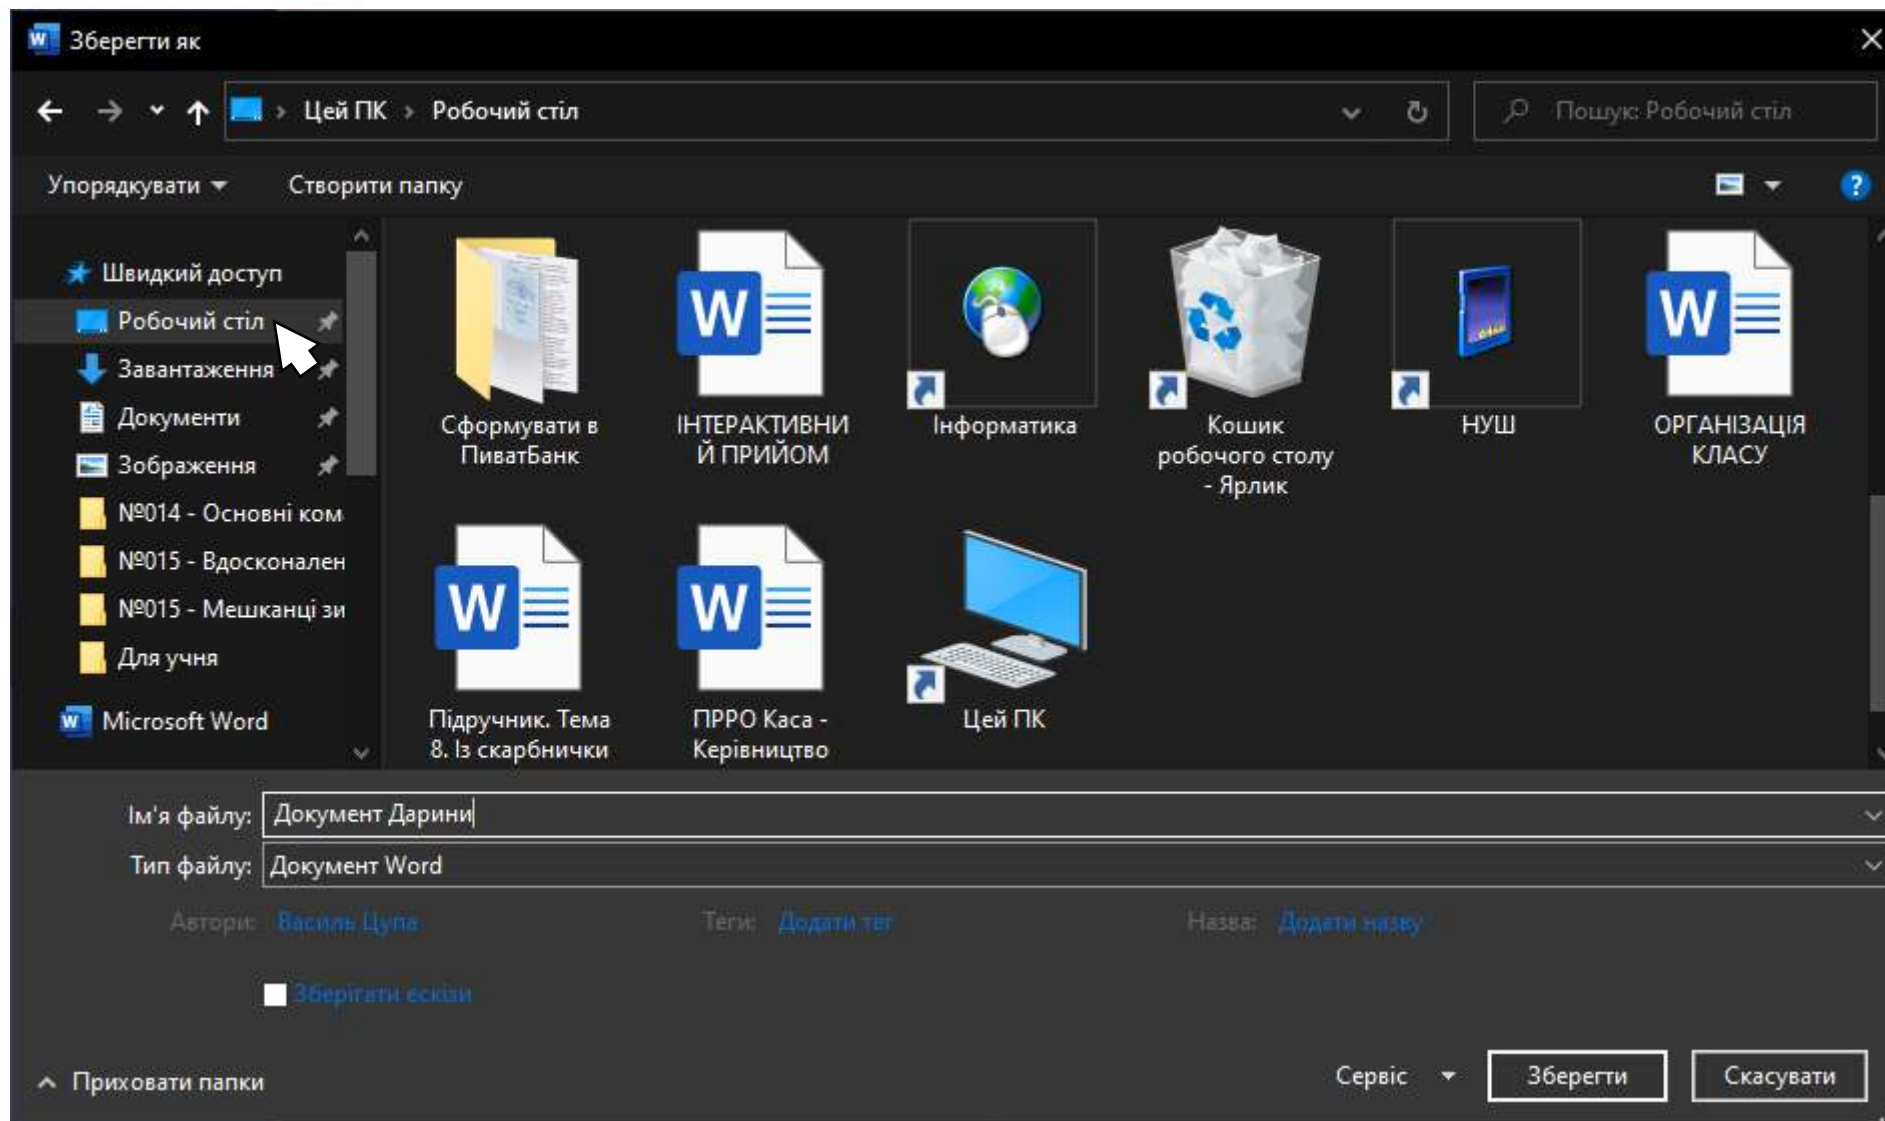 Зберегти як
Цей ПК › Робочий стіл
Пошук: Робочий стіл
Упорядкувати
Створити папку
Швидкий доступ
Робочий стіл
Завантаження
Документи
Зображення
№014 - Основні ком
№015 - Вдосконален
№015 - Мешканці зи
Для учня
Microsoft Word
Сформувати в
ПиватБанк
ІНТЕРАКТИВНИ
Й ПРИЙОМ
Інформатика
Кошик
робочого столу
- Ярлик
НУШ
ОРГАНІЗАЦІЯ
КЛАСУ
Підручник. Тема
8. Із скарбнички
ПРРО Каса -
Керівництво
Цей ПК
Ім'я файлу: Документ Дарини
Тип файлу: Документ Word
Автори: Василь Цупа
Теги: Додати тег
Назва: Додати назву
Зберігати ескізи
Приховати папки
Сервіс
Зберегти
Скасувати